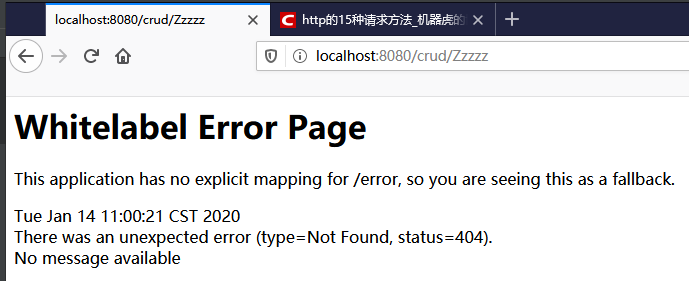 localhost:8080/crud/Zzzzz
http的15种请求方法_机器虎的
localhost:8080/crud/Zzzzz
Whitelabel Error Page
This application has no explicit mapping for /error, so you are seeing this as a fallback.
Tue Jan 14 11:00:21 CST 2020
There was an unexpected error (type=Not Found, status=404).
No message available